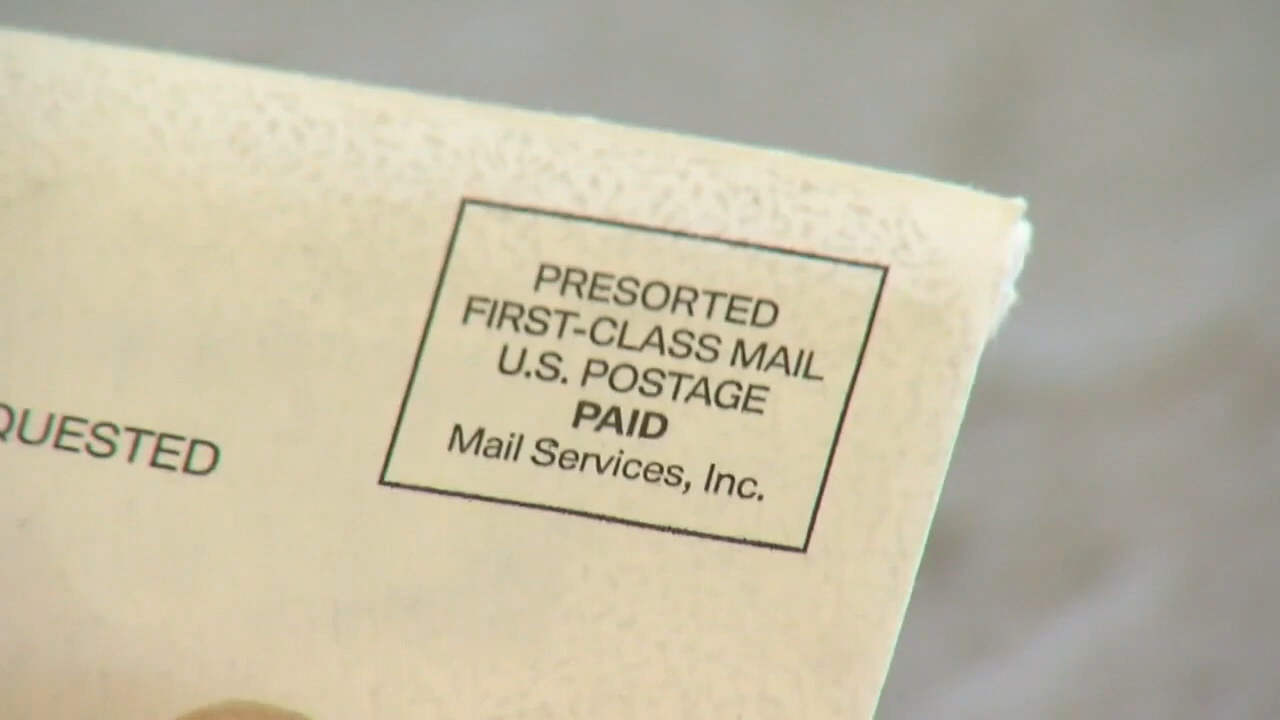 PRESORTED
FIRST-CLASS MAIL
U.S. POSTAGE
PAID
Mail Services, Inc.
QUESTED